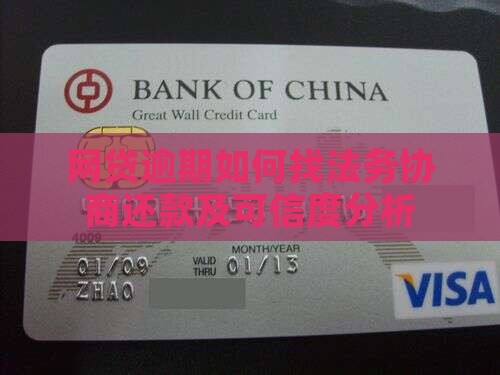 BANK OF CHINA
Great Wall Credit Card
网贷逾期如何找法务协
商还款及可信度分析
4009
MONTH/YEAR
01/09 VALID THRU 01/13
ZHAO
VISA